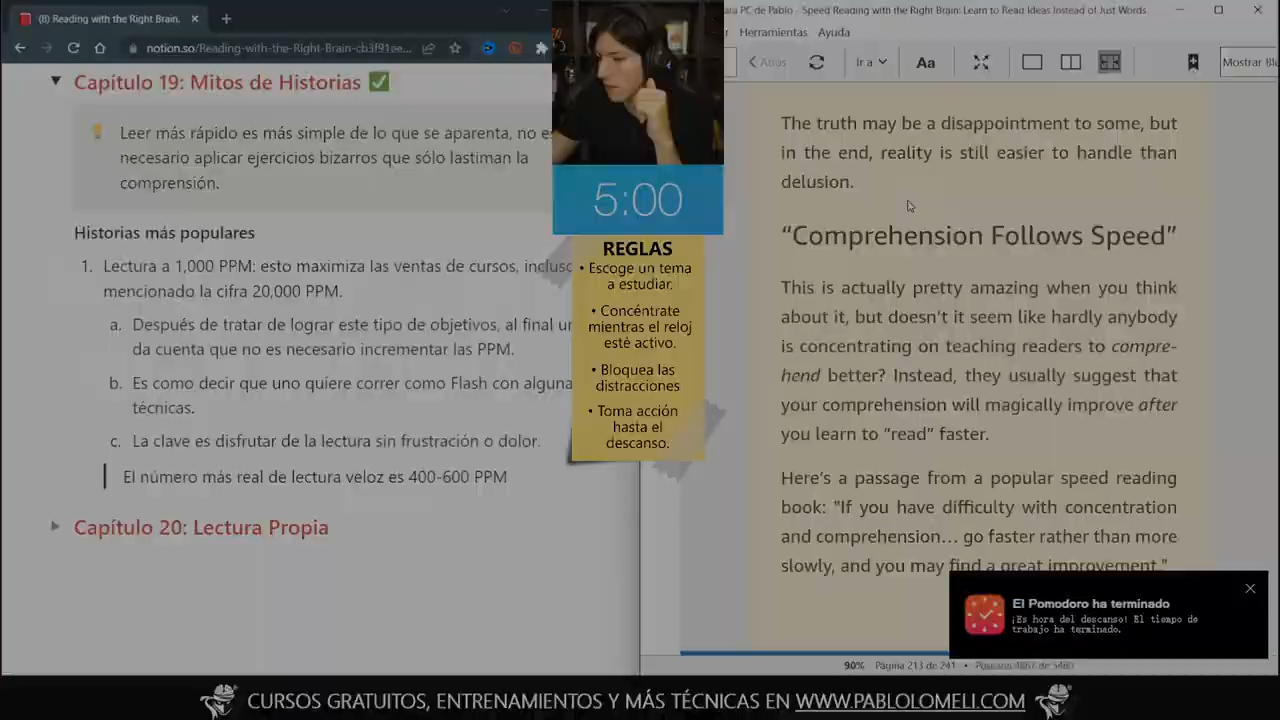 (8) Reading with the Right Brain.
notion.so/Reading-with-the-Right-Brain-cb3f91ee...
Capítulo 19: Mitos de Historias
Leer más rápido es más simple de lo que se aparenta, no es
necesario aplicar ejercicios bizarros que sólo lastiman la
comprensión.
Historias más populares
1. Lectura a 1,000 PPM: esto maximiza las ventas de cursos, incluso
mencionado la cifra 20,000 PPM.
a. Después de tratar de lograr este tipo de objetivos, al final un
da cuenta que no es necesario incrementar las PPM.
b. Es como decir que uno quiere correr como Flash con alguna
técnicas.
c. La clave es disfrutar de la lectura sin frustración o dolor.
El número más real de lectura veloz es 400-600 PPM
Capítulo 20: Lectura Propia
5:00
REGLAS
• Escoge un tema
a estudiar.
• Concéntrate
mientras el reloj
esté activo.
• Bloquea las
distracciones
• Toma acción
hasta el
descanso.
ara PC de Pablo - Speed Reading with the Right Brain: Learn to Read Ideas Instead of Just Words
Herramientas Ayuda
Atrás Ir a Aa Mostrar
The truth may be a disappointment to some, but
in the end, reality is still easier to handle than
delusion.
“Comprehension Follows Speed”
This is actually pretty amazing when you think
about it, but doesn't it seem like hardly anybody
is concentrating on teaching readers to compre-
hend better? Instead, they usually suggest that
your comprehension will magically improve after
you learn to “read” faster.
Here's a passage from a popular speed reading
book: "If you have difficulty with concentration
and comprehension... go faster rather than more
slowly, and you may find a great improvement."
El Pomodoro ha terminado
¡Es hora del descanso! El tiempo de
trabajo ha terminado.
90% Página 213 de 241 •
CURSOS GRATUITOS, ENTRENAMIENTOS Y MÁS TÉCNICAS EN WWW.PABLOLOMELI.COM